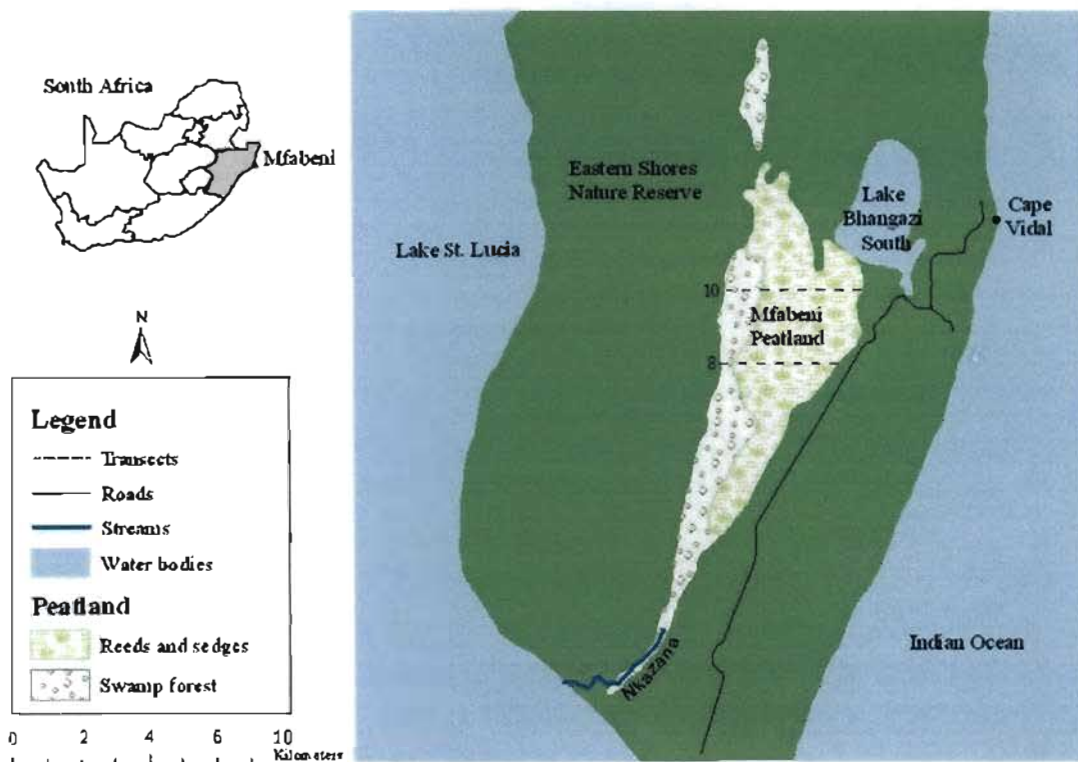 South Africa
Mfabeni
N
Legend
Transects
Roads
Streams
Water bodies
Peatland
Reeds and sedges
Swamp forest
0 2 4 6 8 10
Kilometers
Eastern Shores
Nature Reserve
Lake St. Lucia
Lake
Bhangazi
South
Cape
Vidal
10
Mfabeni
Peatland
8
Nkazana
Indian Ocean